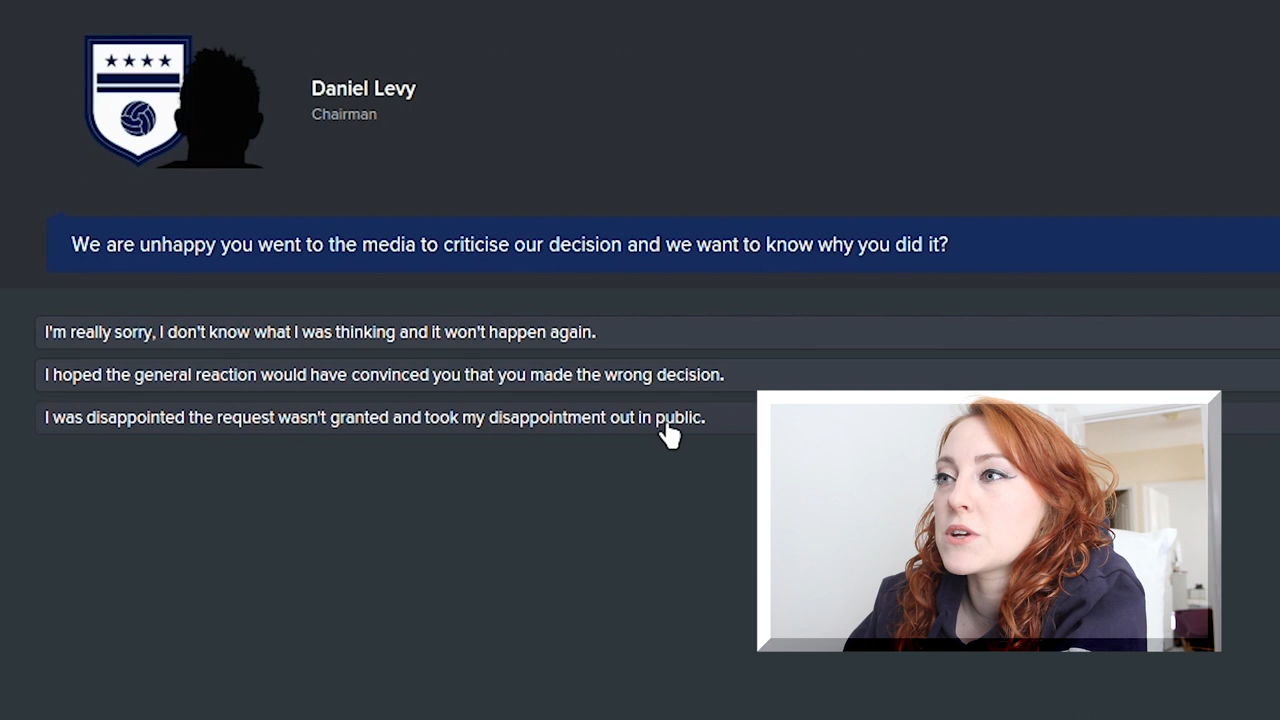 Daniel Levy
Chairman
We are unhappy you went to the media to criticise our decision and we want to know why you did it?
I'm really sorry, I don't know what I was thinking and it won't happen again.
I hoped the general reaction would have convinced you that you made the wrong decision.
I was disappointed the request wasn't granted and took my disappointment out in public.